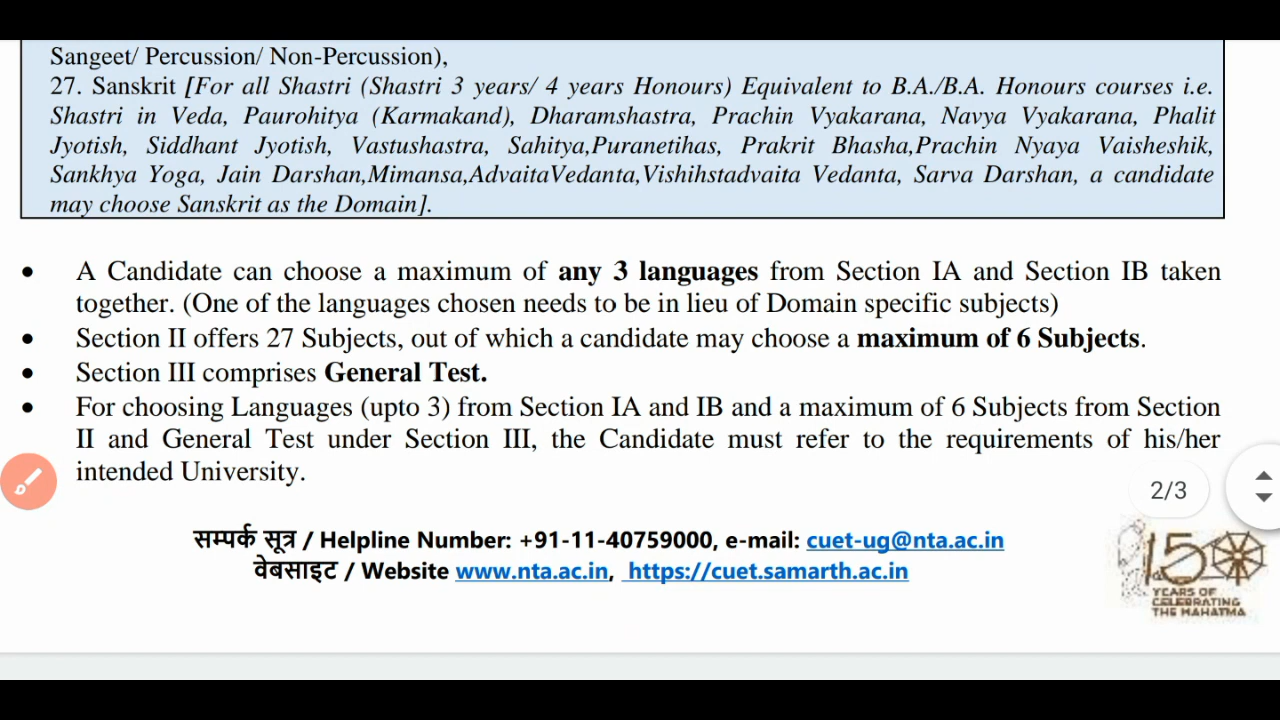 Sangeet/ Percussion/ Non-Percussion),
27. Sanskrit [For all Shastri (Shastri 3 years/ 4 years Honours) Equivalent to B.A./B.A. Honours courses i.e.
Shastri in Veda, Paurohitya (Karmakand), Dharamshastra, Prachin Vyakarana, Navya Vyakarana, Phalit
Jyotish, Siddhant Jyotish, Vastushastra, Sahitya,Puranetihas, Prakrit Bhasha,Prachin Nyaya Vaisheshik,
Sankhya Yoga, Jain Darshan,Mimansa,AdvaitaVedanta,Vishihstadvaita Vedanta, Sarva Darshan, a candidate
may choose Sanskrit as the Domain].
• A Candidate can choose a maximum of any 3 languages from Section IA and Section IB taken
together. (One of the languages chosen needs to be in lieu of Domain specific subjects)
• Section II offers 27 Subjects, out of which a candidate may choose a maximum of 6 Subjects.
• Section III comprises General Test.
• For choosing Languages (upto 3) from Section IA and IB and a maximum of 6 Subjects from Section
II and General Test under Section III, the Candidate must refer to the requirements of his/her
intended University.
2/3
सम्पर्क सूत्र / Helpline Number: +91-11-40759000, e-mail: cuet-ug@nta.ac.in
वेबसाइट / Website www.nta.ac.in, https://cuet.samarth.ac.in
150
YEARS OF
CELEBRATING
THE MAHATMA